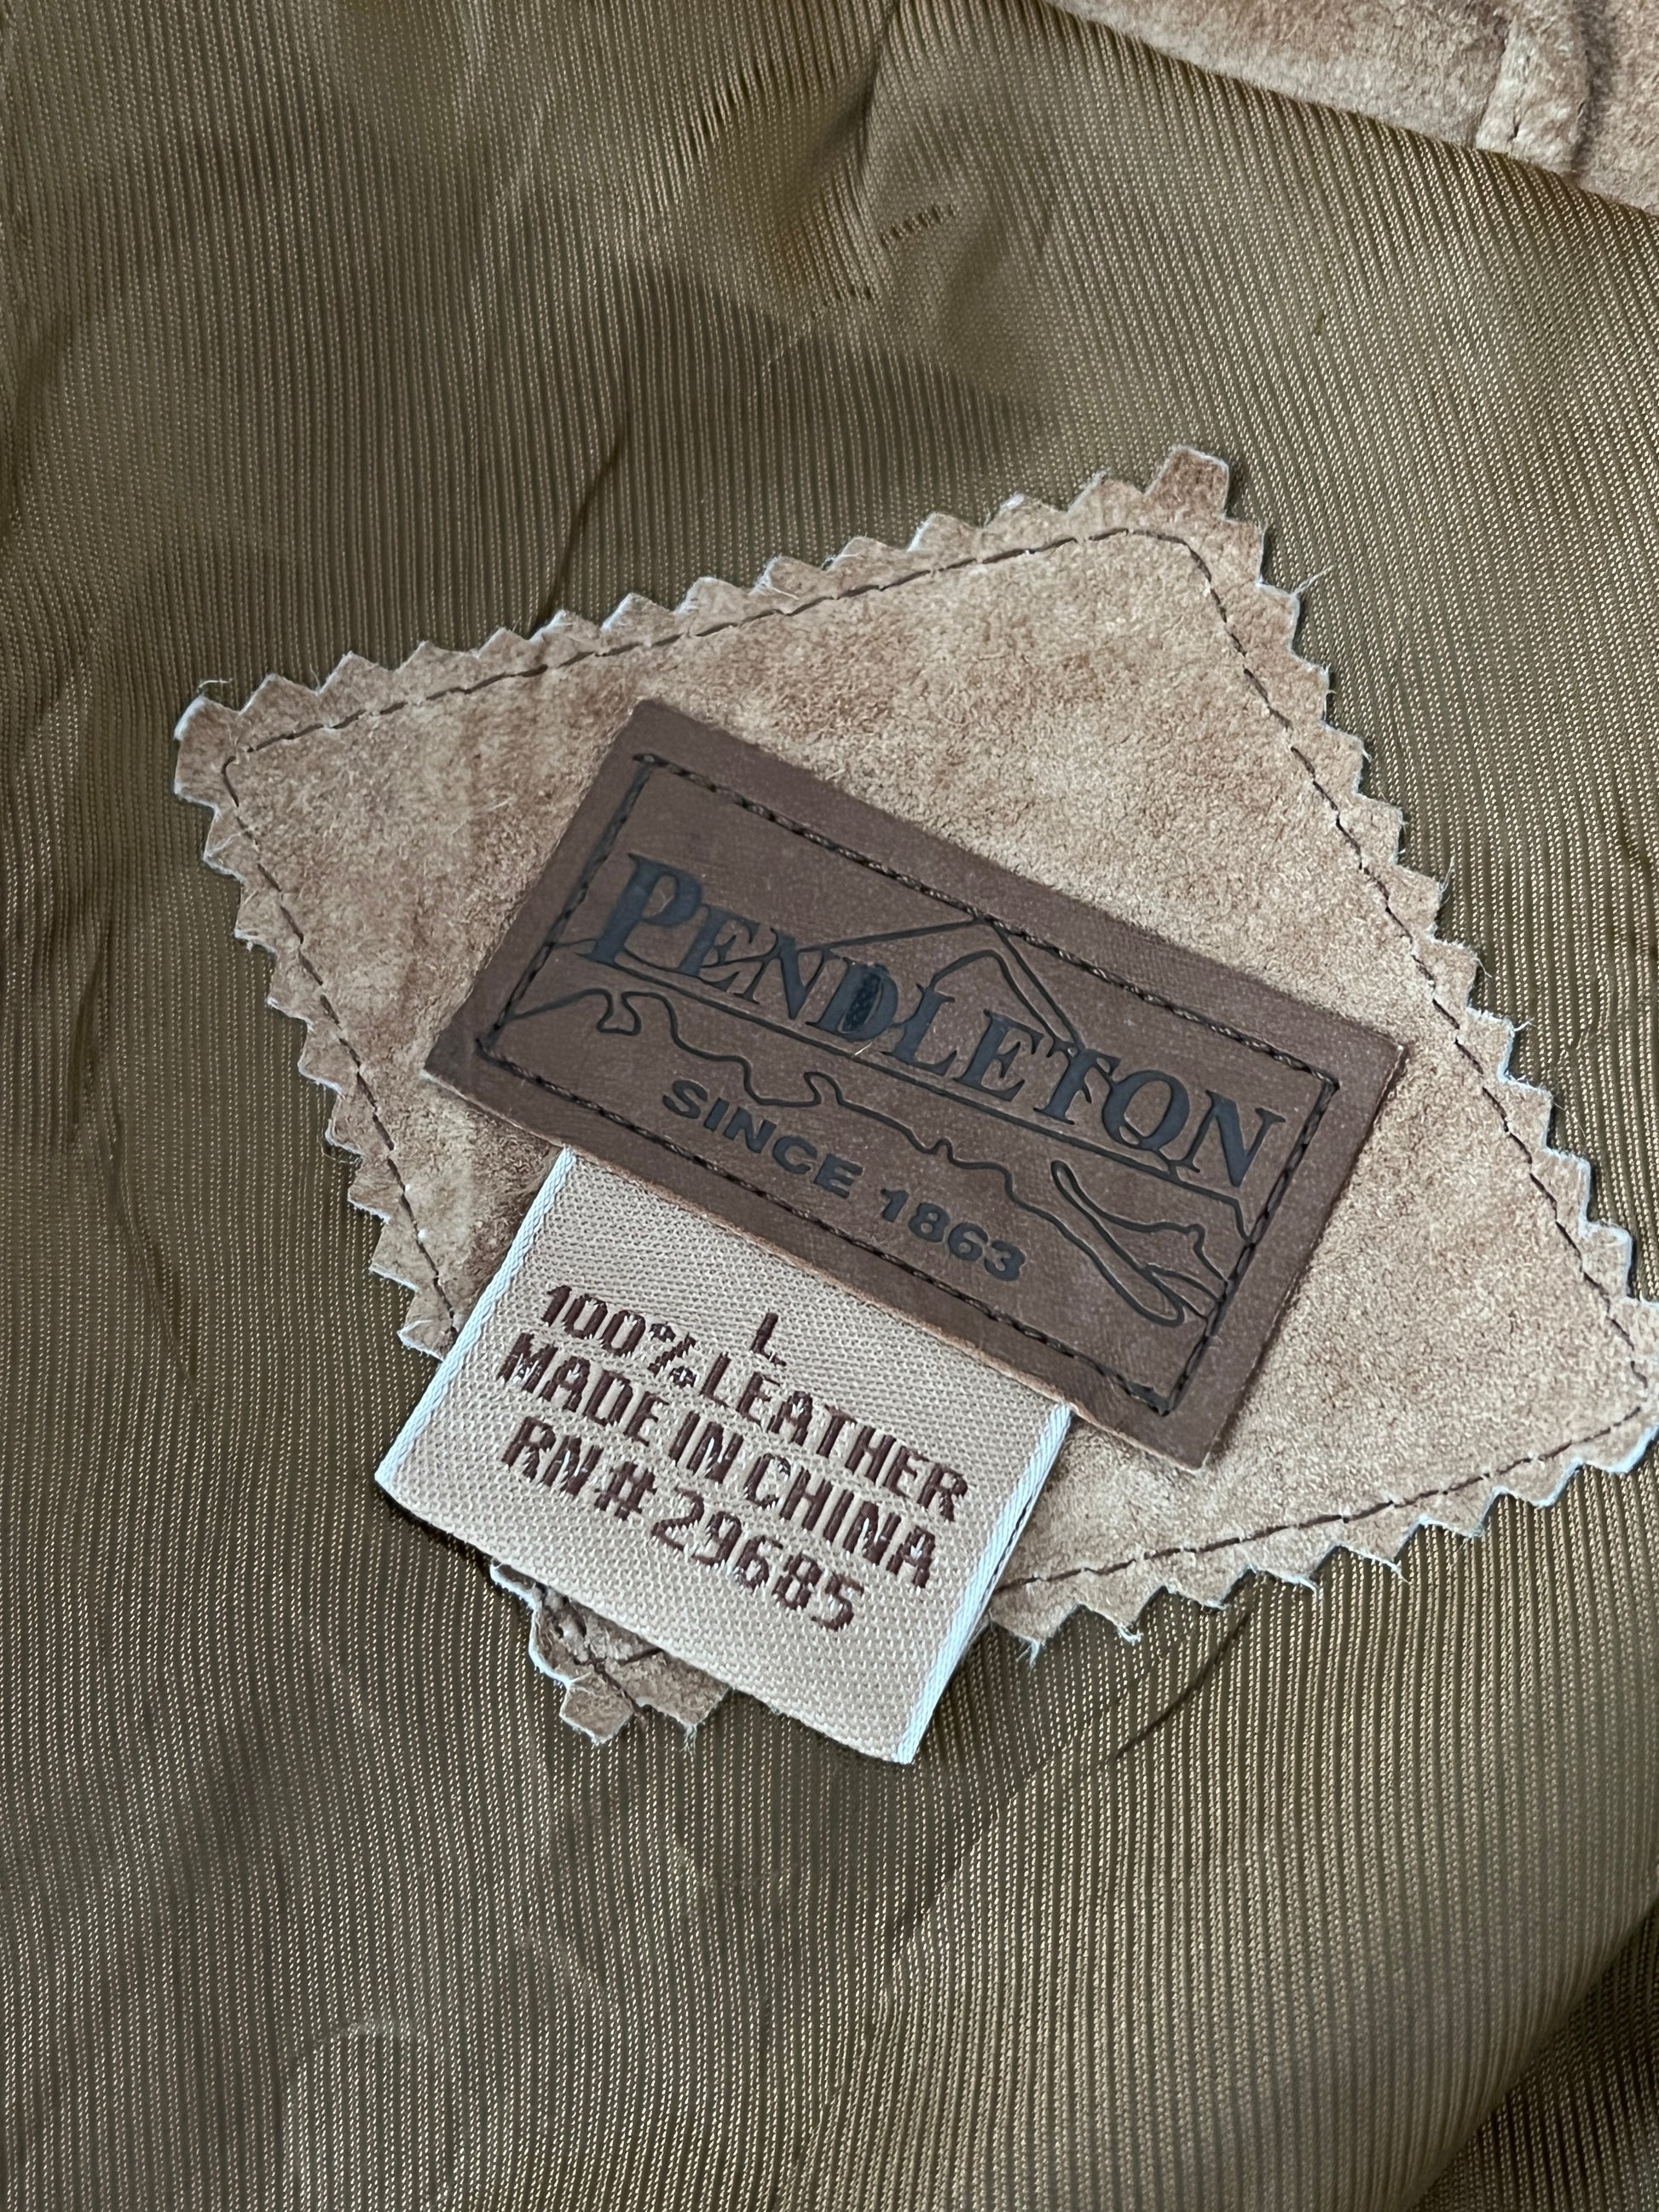 PENDLETON
SINCE 1863
L
100% LEATHER
MADE IN CHINA
RN # 29685